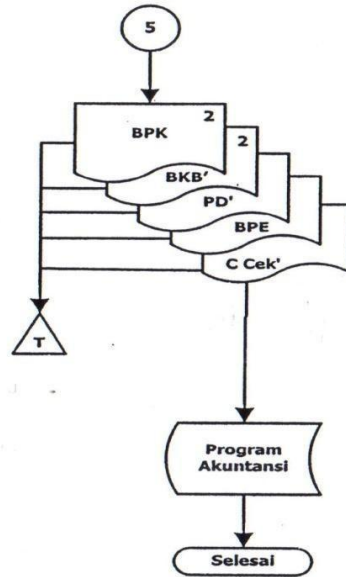 5
2
BPK
2
BKB'
PD'
BPE
C Cek'
T
Program
Akuntansi
Selesai